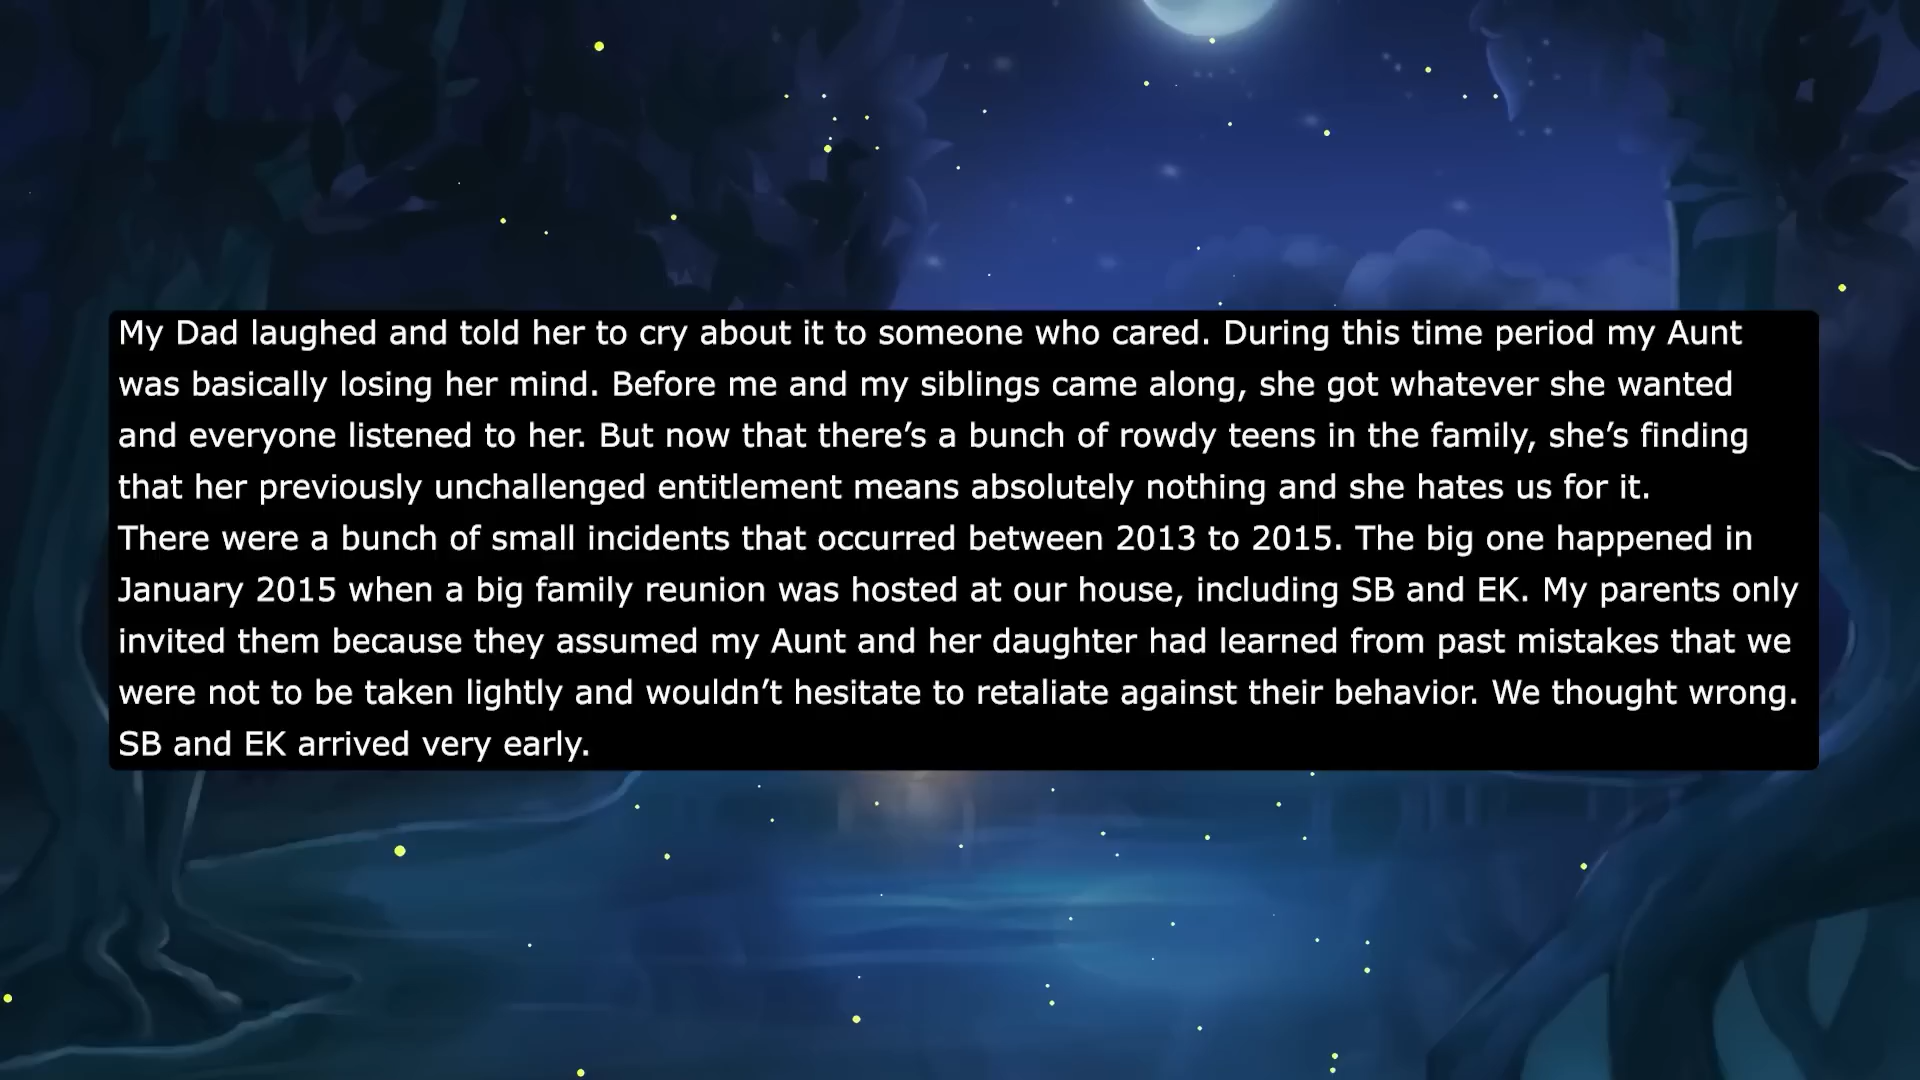 My Dad laughed and told her to cry about it to someone who cared. During this time period my Aunt
was basically losing her mind. Before me and my siblings came along, she got whatever she wanted
and everyone listened to her. But now that there’s a bunch of rowdy teens in the family, she’s finding
that her previously unchallenged entitlement means absolutely nothing and she hates us for it.
There were a bunch of small incidents that occurred between 2013 to 2015. The big one happened in
January 2015 when a big family reunion was hosted at our house, including SB and EK. My parents only
invited them because they assumed my Aunt and her daughter had learned from past mistakes that we
were not to be taken lightly and wouldn’t hesitate to retaliate against their behavior. We thought wrong.
SB and EK arrived very early.